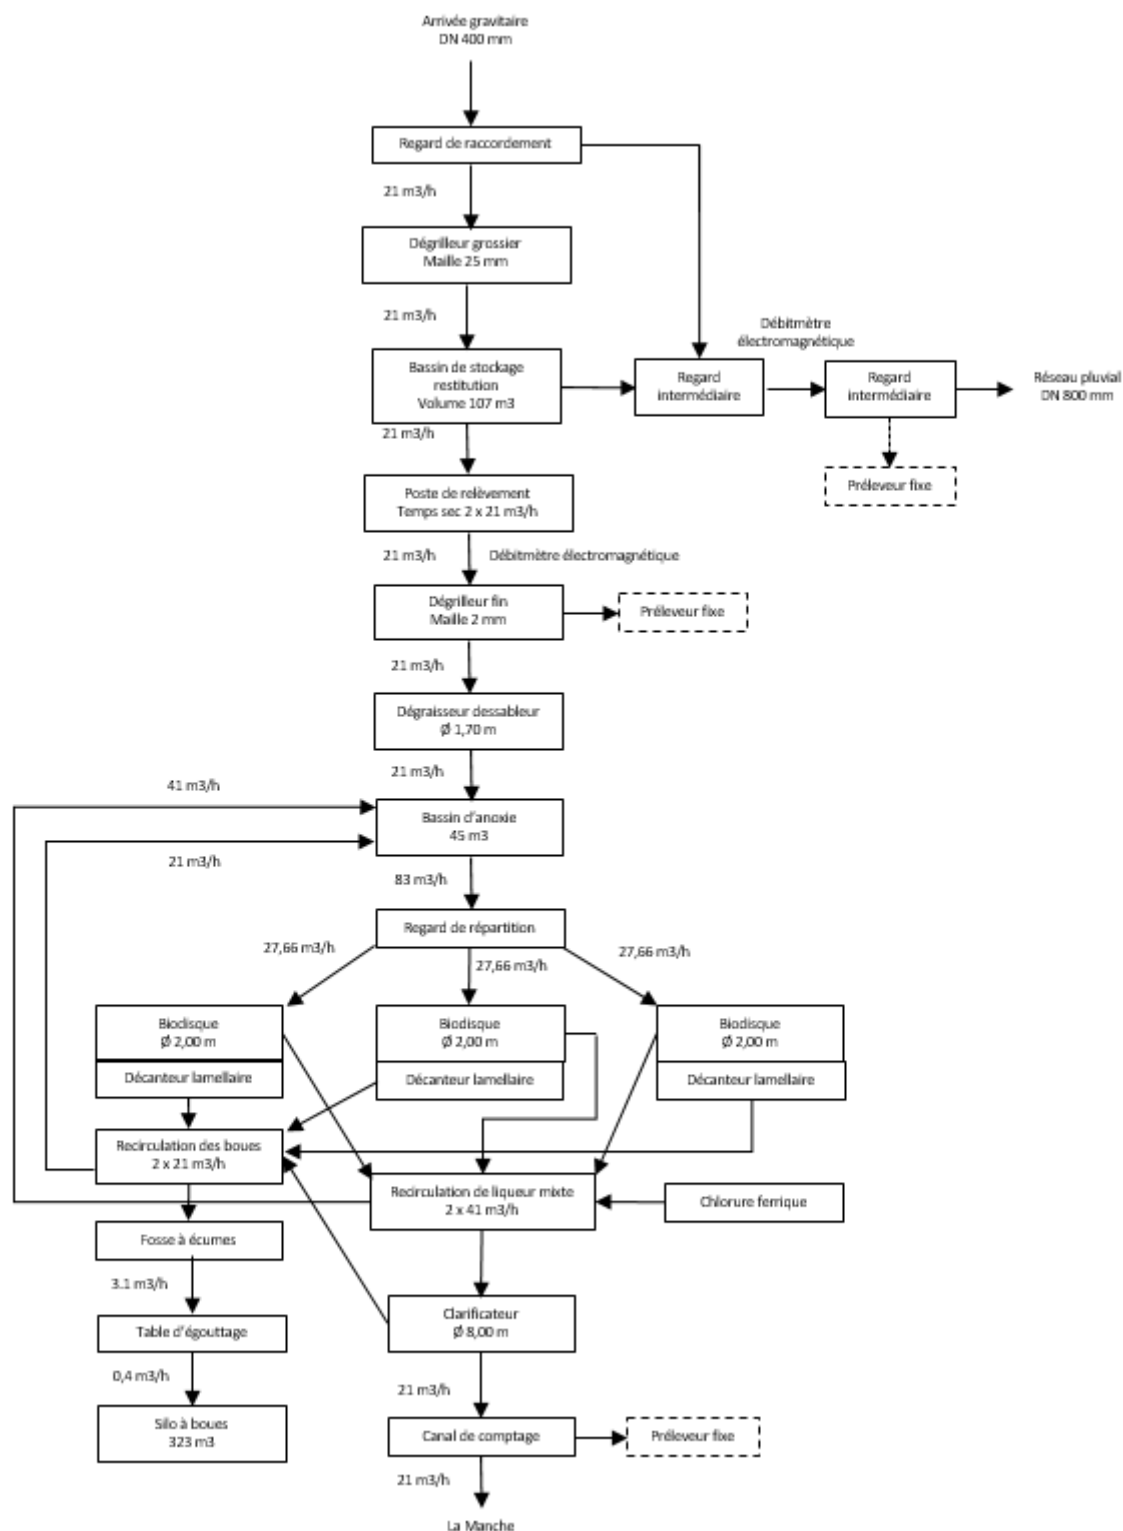 Arrivée gravitaire
DN 400 mm
Regard de raccordement
21 m3/h
Dégrilleur grossier
Maille 25 mm
21 m3/h
Débitmètre
électromagnétique
Bassin de stockage
restitution
Volume 107 m3
Regard
intermédiaire
Regard
intermédiaire
Réseau pluvial
DN 800 mm
21 m3/h
Préleveur fixe
Poste de relèvement
Temps sec 2 x 21 m3/h
21 m3/h
Débitmètre électromagnétique
Dégrilleur fin
Maille 2 mm
Préleveur fixe
21 m3/h
Dégraisseur dessableur
Ø 1,70 m
21 m3/h
41 m3/h
Bassin d'anoxie
45 m3
21 m3/h
83 m3/h
Regard de répartition
27,66 m3/h
27,66 m3/h
27,66 m3/h
Biodisque
Ø 2,00 m
Biodisque
Ø 2,00 m
Biodisque
Ø 2,00 m
Décanteur lamellaire
Décanteur lamellaire
Décanteur lamellaire
Recirculation des boues
2 x 21 m3/h
Recirculation de liqueur mixte
2 x 41 m3/h
Chlorure ferrique
Fosse à écumes
3.1 m3/h
Clarificateur
Ø 8,00 m
Table d'égouttage
0,4 m3/h
21 m3/h
Silo à boues
323 m3
Canal de comptage
Préleveur fixe
21 m3/h
La Manche